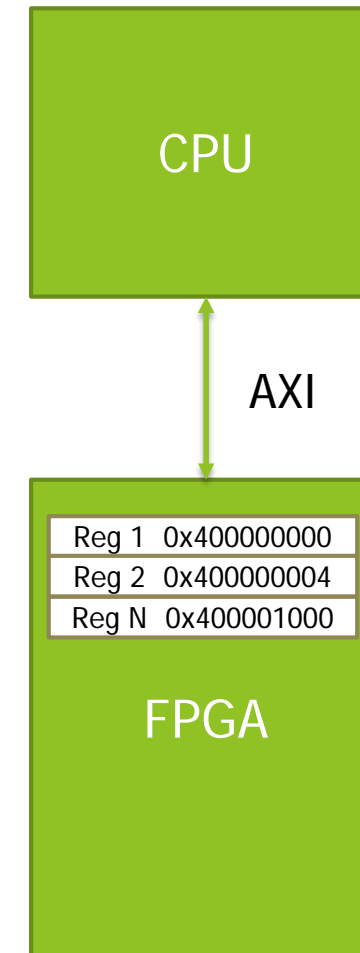 CPU
AXI
Reg 1 0x400000000
Reg 2 0x400000004
Reg N 0x400001000
FPGA